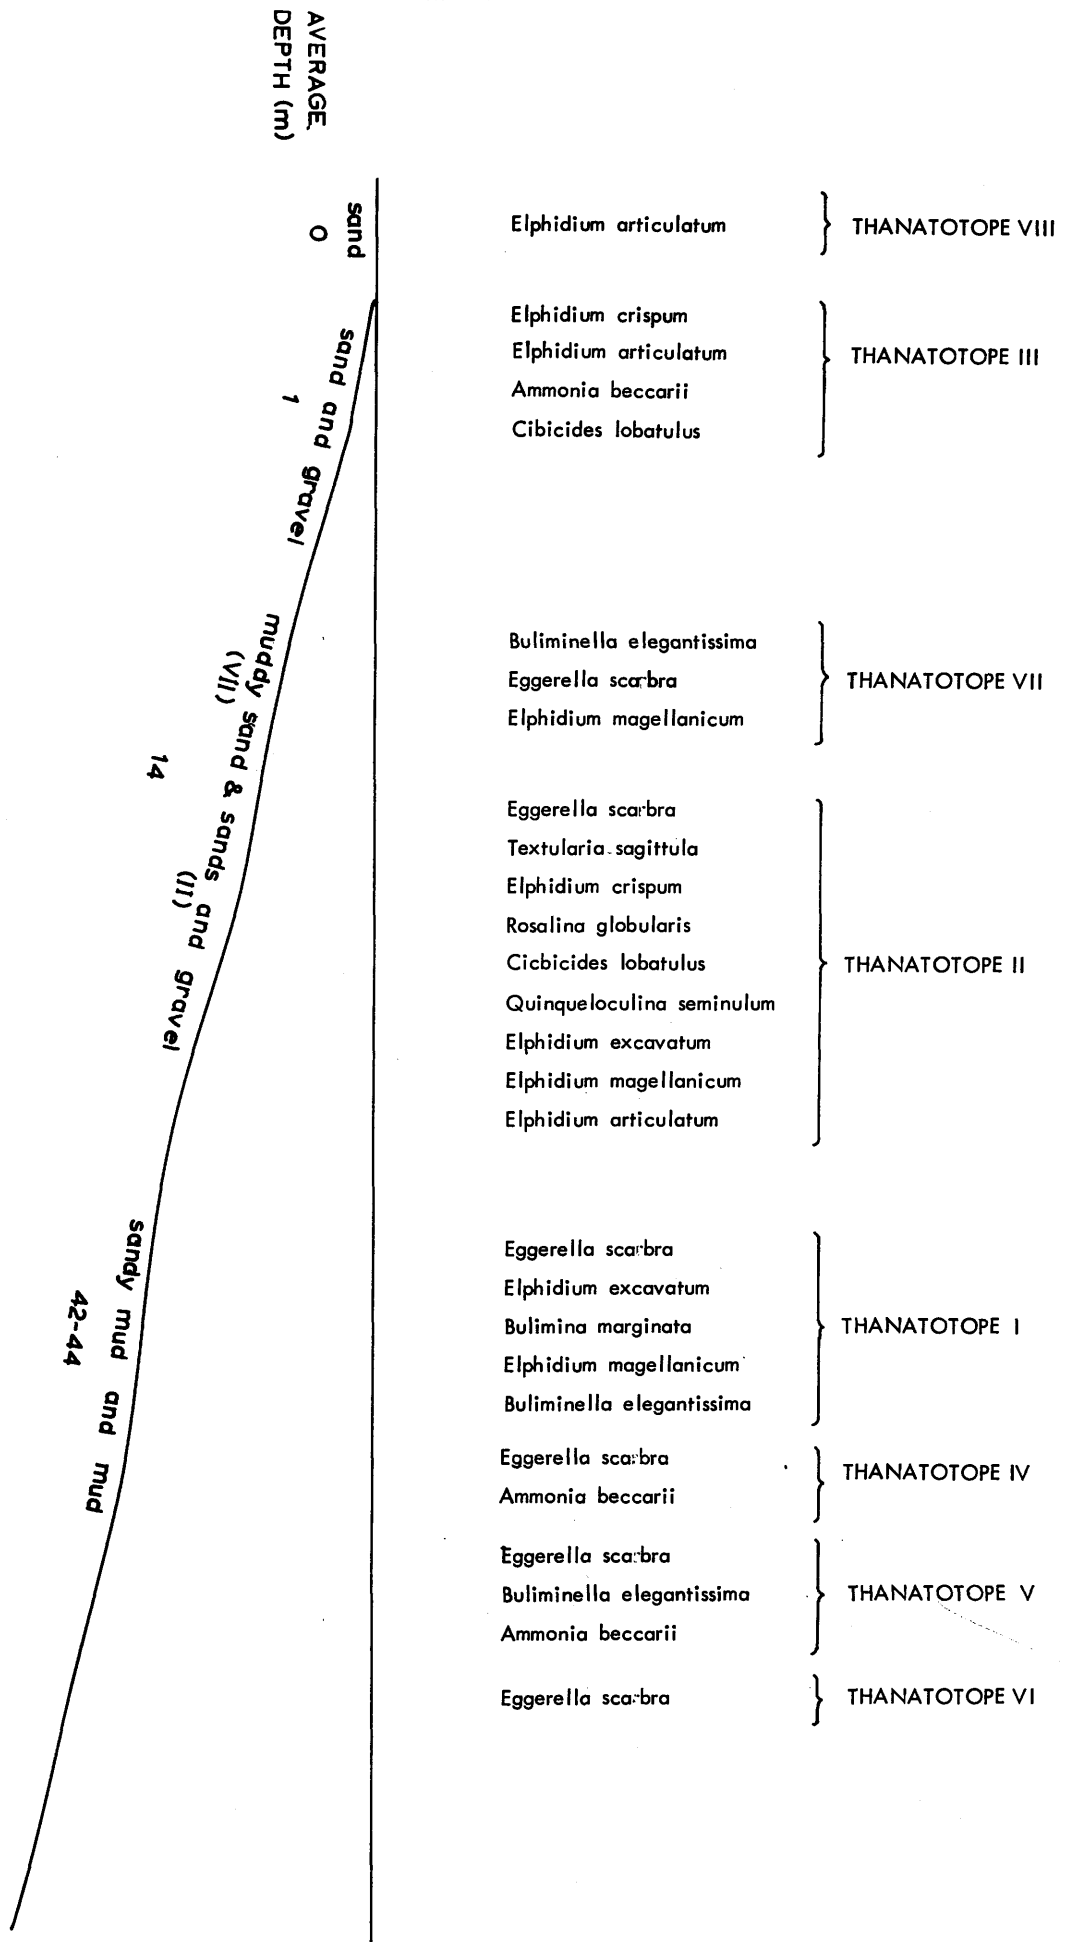 AVERAGE
DEPTH (m)
sand
0
sand and gravel
1
muddy sand & sands and gravel
(VII)
(II)
14
sandy mud and mud
42-44
Elphidium articulatum
THANATOTOPE VIII
Elphidium crispum
Elphidium articulatum
Ammonia beccarii
Cibicides lobatulus
THANATOTOPE III
Buliminella elegantissima
Eggerella scarbra
Elphidium magellanicum
THANATOTOPE VII
Eggerella scarbra
Textularia sagittula
Elphidium crispum
Rosalina globularis
Cicbicides lobatulus
Quinqueloculina seminulum
Elphidium excavatum
Elphidium magellanicum
Elphidium articulatum
THANATOTOPE II
Eggerella scarbra
Elphidium excavatum
Bulimina marginata
Elphidium magellanicum
Buliminella elegantissima
THANATOTOPE I
Eggerella scarbra
Ammonia beccarii
THANATOTOPE IV
Eggerella scarbra
Buliminella elegantissima
Ammonia beccarii
THANATOTOPE V
Eggerella scarbra
THANATOTOPE VI